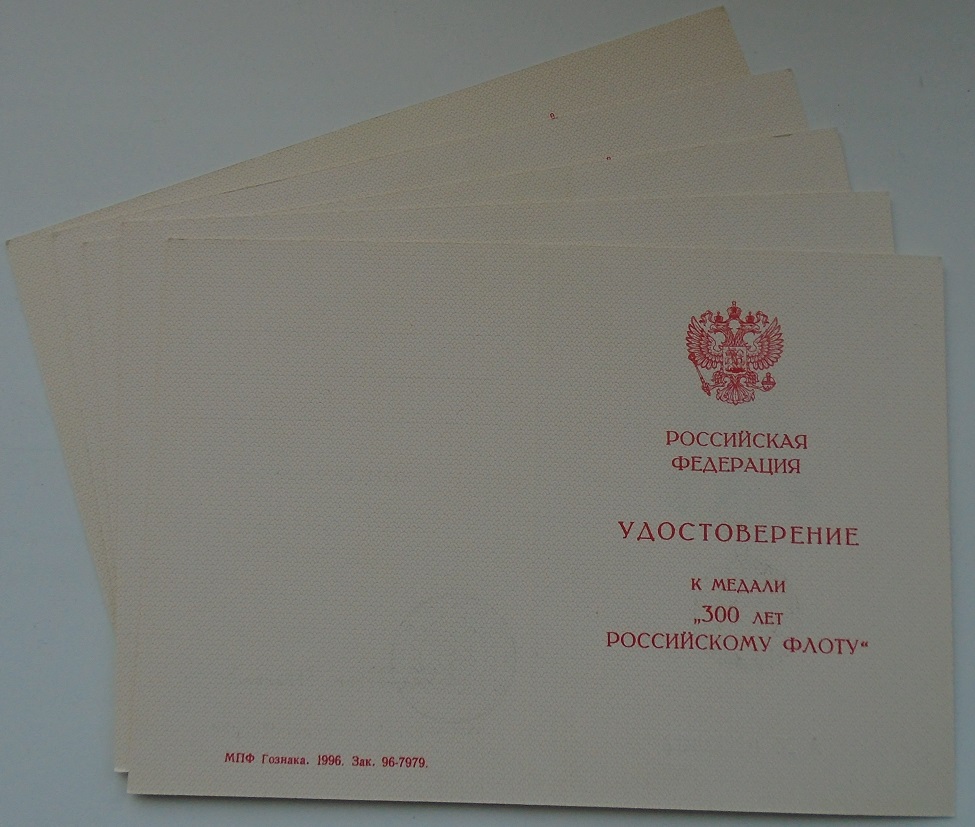 РОССИЙСКАЯ
ФЕДЕРАЦИЯ
УДОСТОВЕРЕНИЕ
К МЕДАЛИ
„300 ЛЕТ
РОССИЙСКОМУ ФЛОТУ“
МПФ Гознака. 1996. Зак. 96-7979.